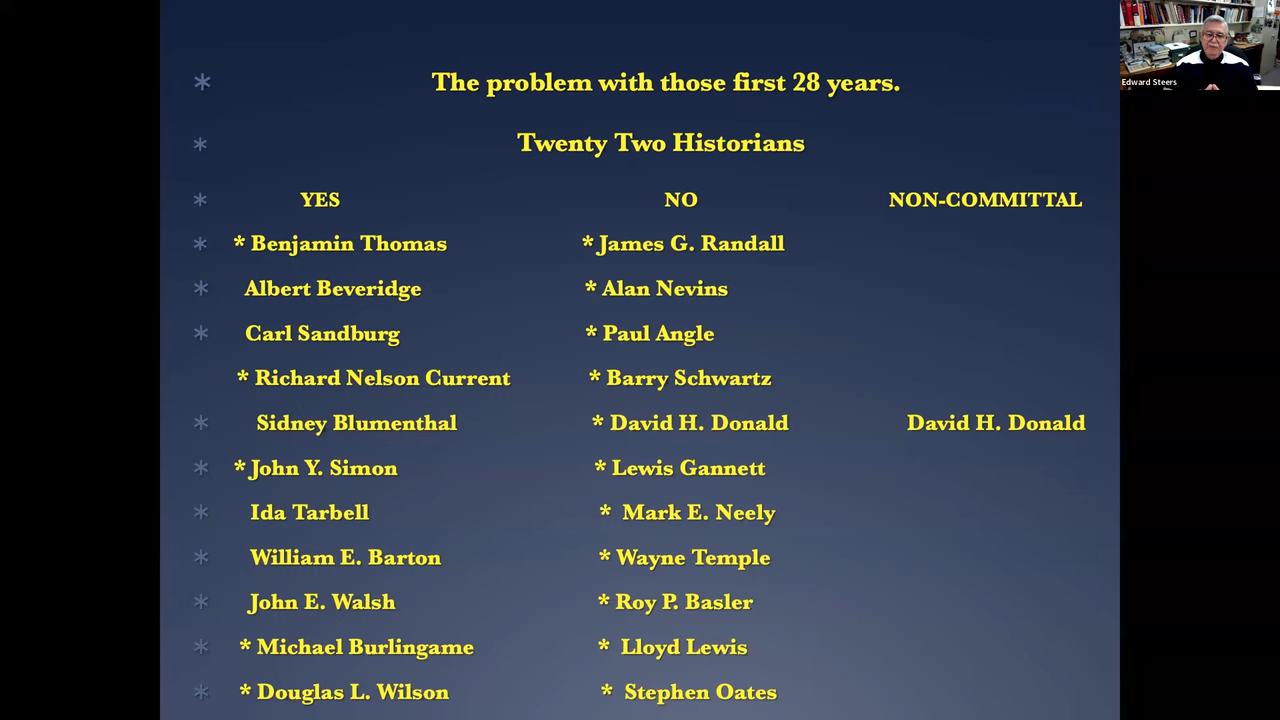 * The problem with those first 28 years.
* Twenty Two Historians
* YES NO NON-COMMITTAL
* * Benjamin Thomas * James G. Randall
* Albert Beveridge * Alan Nevins
* Carl Sandburg * Paul Angle
* Richard Nelson Current * Barry Schwartz
* Sidney Blumenthal * David H. Donald David H. Donald
* * John Y. Simon * Lewis Gannett
* Ida Tarbell * Mark E. Neely
* William E. Barton * Wayne Temple
* John E. Walsh * Roy P. Basler
* * Michael Burlingame * Lloyd Lewis
* * Douglas L. Wilson * Stephen Oates
Edward Steers